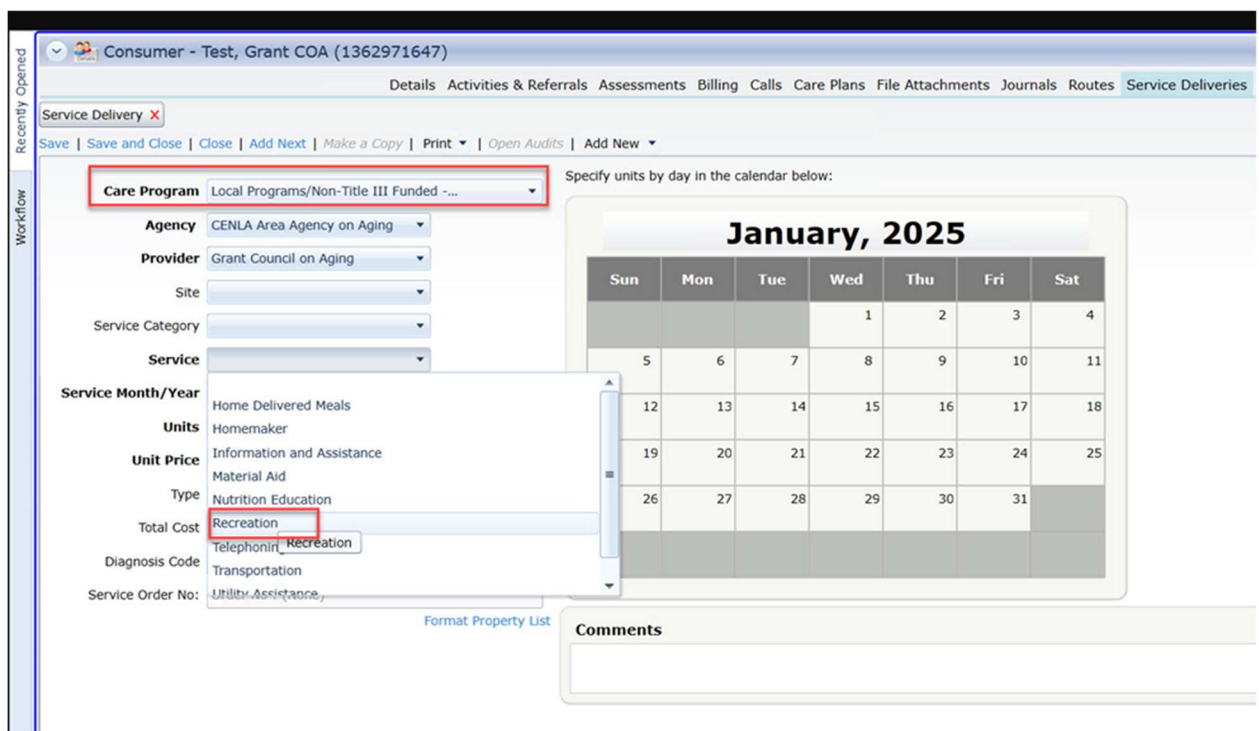 Recently Opened
Workflow
Consumer - Test, Grant COA (1362971647)
Details Activities & Referrals Assessments Billing Calls Care Plans File Attachments Journals Routes Service Deliveries
Service Delivery X
Save | Save and Close | Close | Add Next | Make a Copy | Print | Open Audits | Add New
Care Program Local Programs/Non-Title III Funded -...
Agency CENLA Area Agency on Aging
Provider Grant Council on Aging
Site
Service Category
Service
Service Month/Year
Units
Unit Price
Type
Total Cost
Diagnosis Code
Service Order No:
Home Delivered Meals
Homemaker
Information and Assistance
Material Aid
Nutrition Education
Recreation
Recreation
Transportation
Utility Assistance
Format Property List
Specify units by day in the calendar below:
January, 2025
Sun Mon Tue Wed Thu Fri Sat
1 2 3 4
5 6 7 8 9 10 11
12 13 14 15 16 17 18
19 20 21 22 23 24 25
26 27 28 29 30 31
Comments